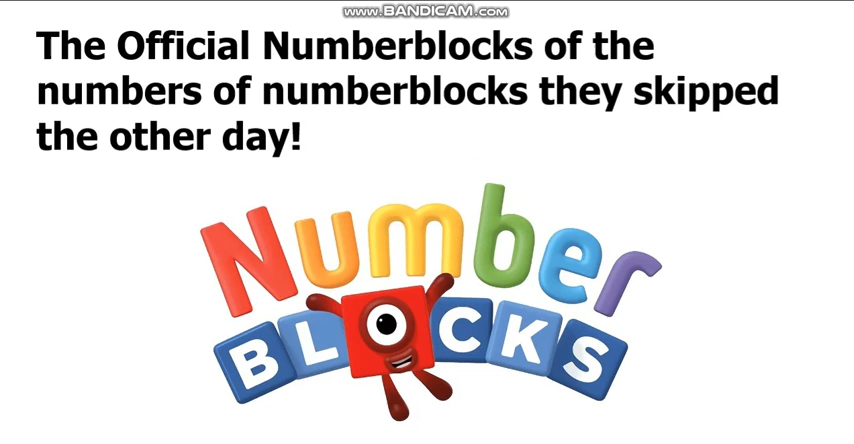 www.BANDICAM.com
The Official Numberblocks of the
numbers of numberblocks they skipped
the other day!
Number
BLOCKS